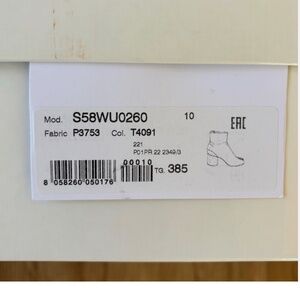 Mod. S58WU0260 10
Fabric P3753 Col. T4091
EAC
221
P01PR 22 2349/3
00010
TG. 385
8 058260 050176